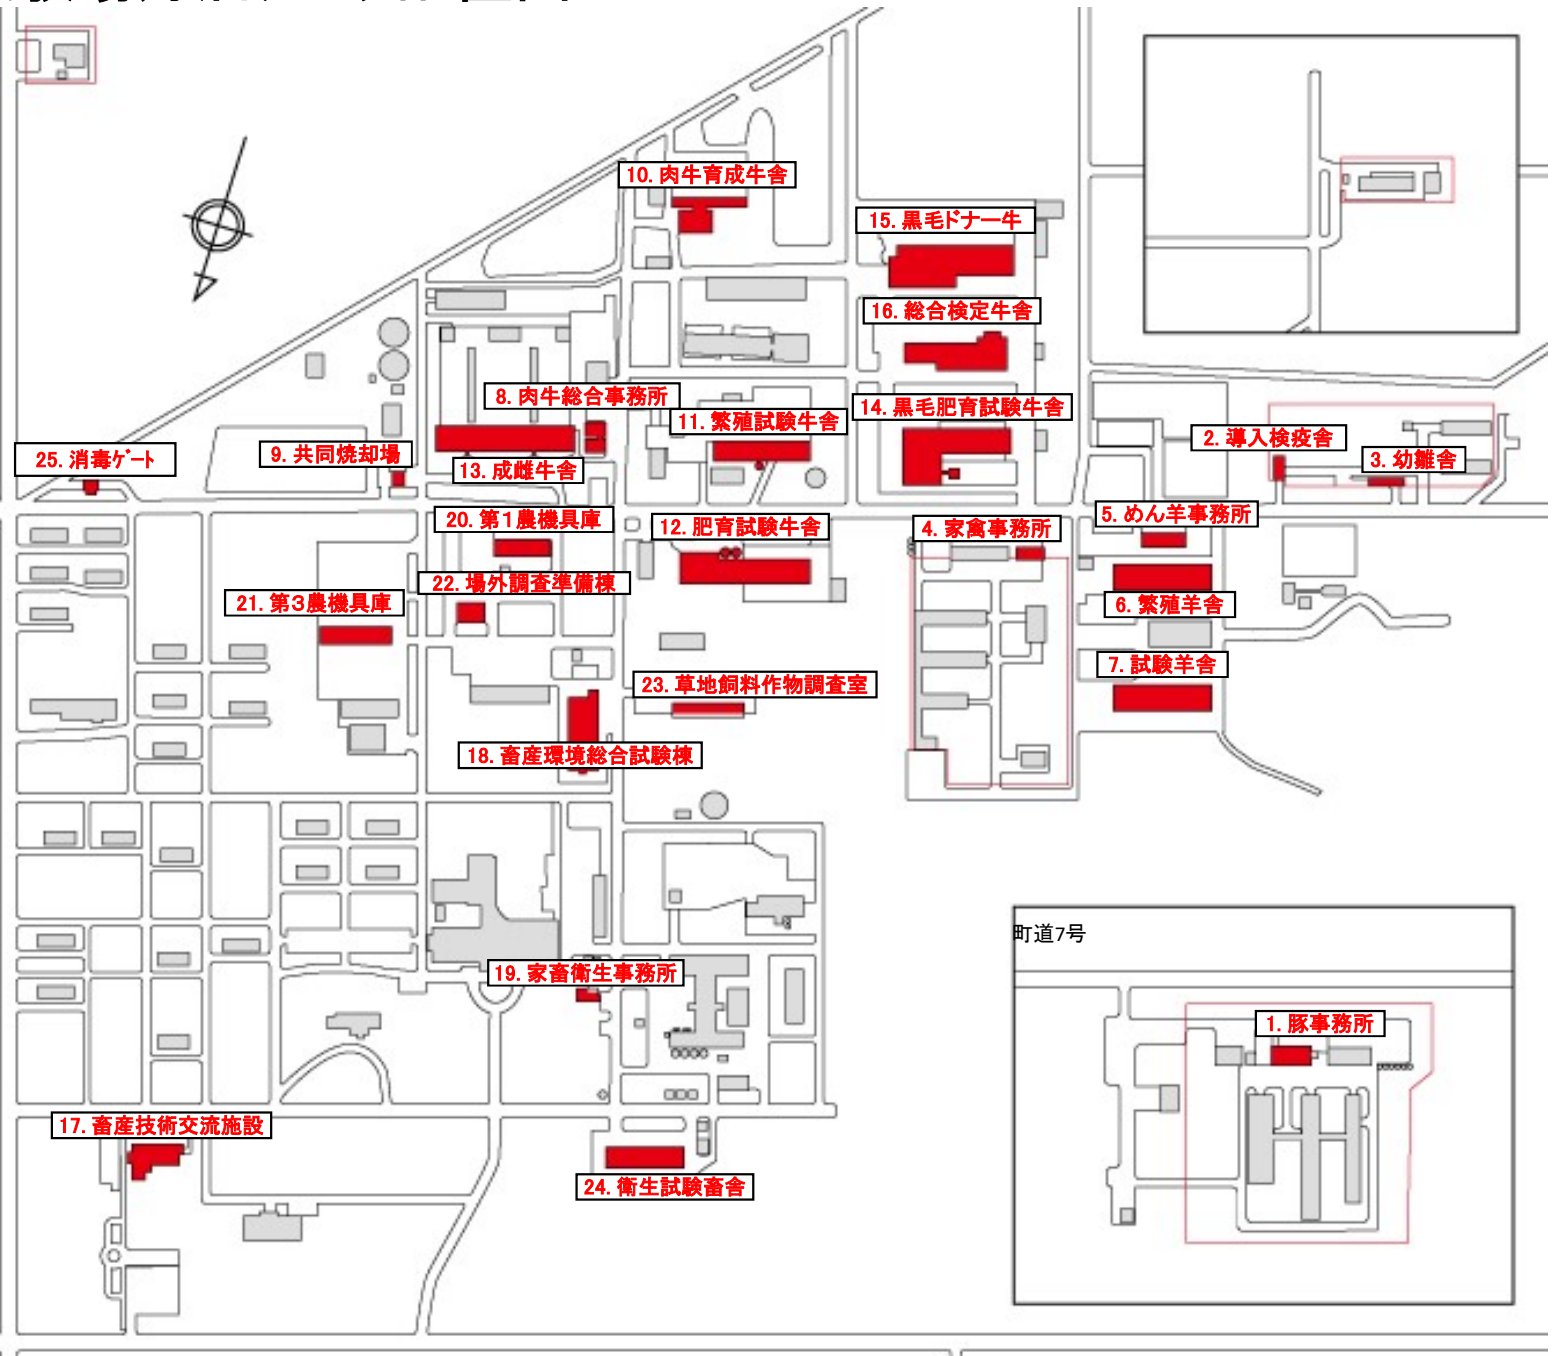 10. 肉牛育成牛舎
15. 黒毛ドナー牛
16. 総合検定牛舎
8. 肉牛総合事務所
14. 黒毛肥育試験牛舎
11. 繁殖試験牛舎
2. 導入検疫舎
9. 共同焼却場
25. 消毒ｹﾞｰﾄ
3. 幼雛舎
13. 成雌牛舎
5. めん羊事務所
20. 第１農機具庫
12. 肥育試験牛舎
4. 家禽事務所
22. 場外調査準備棟
21. 第３農機具庫
6. 繁殖羊舎
7. 試験羊舎
23. 草地飼料作物調査室
18. 畜産環境総合試験棟
町道7号
19. 家畜衛生事務所
1. 豚事務所
17. 畜産技術交流施設
24. 衛生試験畜舎